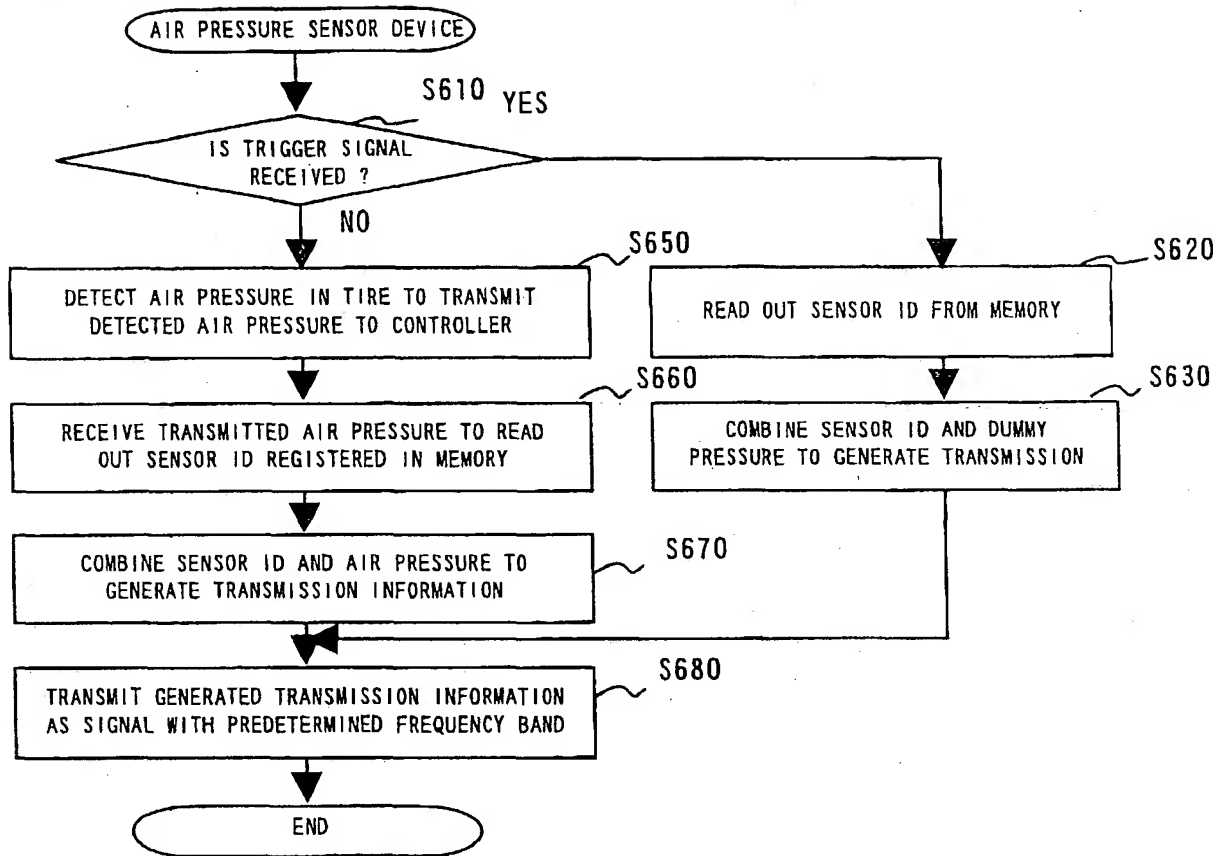 AIR PRESSURE SENSOR DEVICE
S610
YES
IS TRIGGER SIGNAL
RECEIVED ?
NO
S650
DETECT AIR PRESSURE IN TIRE TO TRANSMIT
DETECTED AIR PRESSURE TO CONTROLLER
S620
READ OUT SENSOR ID FROM MEMORY
S660
RECEIVE TRANSMITTED AIR PRESSURE TO READ
OUT SENSOR ID REGISTERED IN MEMORY
S630
COMBINE SENSOR ID AND DUMMY
PRESSURE TO GENERATE TRANSMISSION
S670
COMBINE SENSOR ID AND AIR PRESSURE TO
GENERATE TRANSMISSION INFORMATION
S680
TRANSMIT GENERATED TRANSMISSION INFORMATION
AS SIGNAL WITH PREDETERMINED FREQUENCY BAND
END